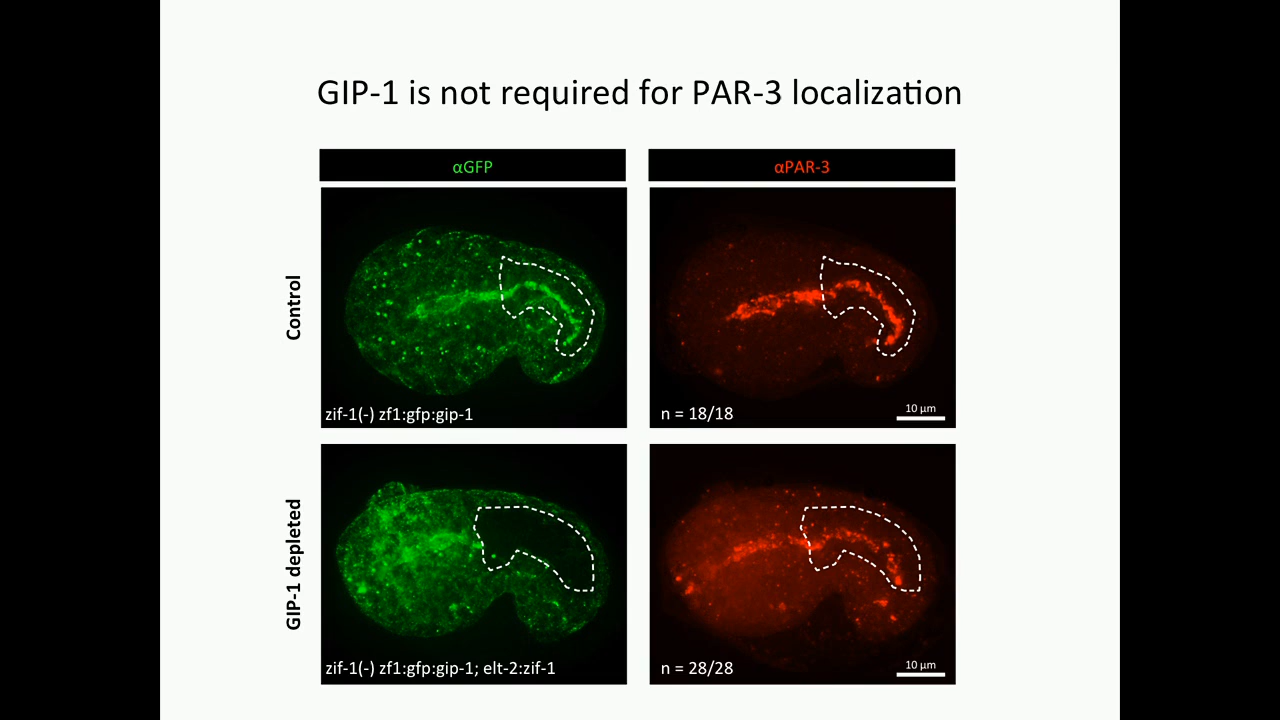 GIP-1 is not required for PAR-3 localization
αGFP
αPAR-3
Control
zif-1(-) zf1:gfp:gip-1
n = 18/18
10 µm
GIP-1 depleted
zif-1(-) zf1:gfp:gip-1; elt-2:zif-1
n = 28/28
10 µm